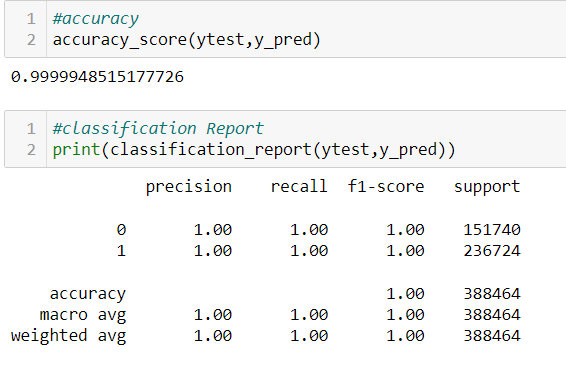 1 #accuracy
2 accuracy_score(ytest,y_pred)
0.9999948515177726
1 #classification Report
2 print(classification_report(ytest,y_pred))
precision recall f1-score support
0 1.00 1.00 1.00 151740
1 1.00 1.00 1.00 236724
accuracy 1.00 388464
macro avg 1.00 1.00 1.00 388464
weighted avg 1.00 1.00 1.00 388464